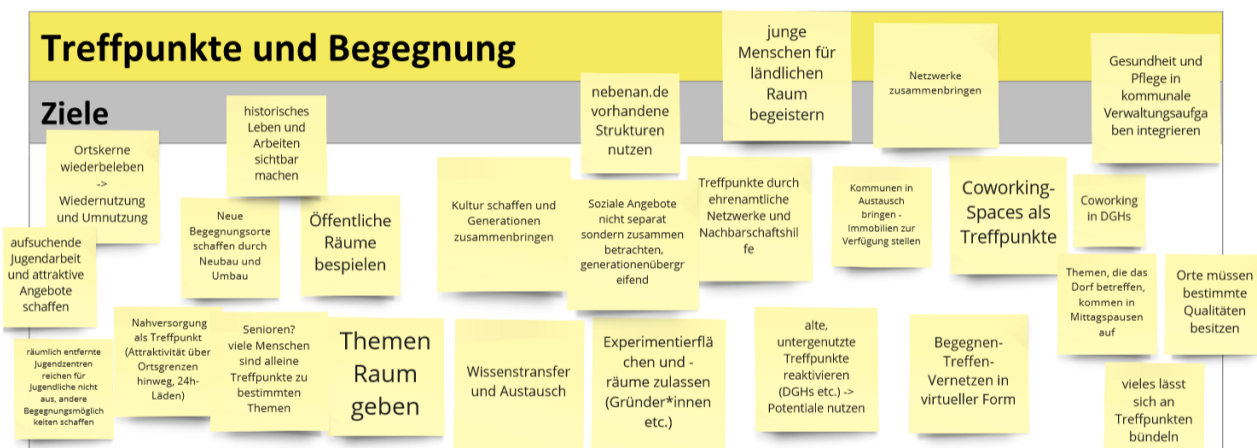 Treffpunkte und Begegnung
Ziele
junge
Menschen für
ländlichen
Raum
begeistern
Netzwerke
zusammenbringen
Gesundheit und
Pflege in
kommunale
Verwaltungsaufga
ben integrieren
nebenan.de
vorhandene
Strukturen
nutzen
historisches
Leben und
Arbeiten
sichtbar
machen
Ortskerne
wiederbeleben
->
Wiedernutzung
und Umnutzung
Neue
Begegnungsorte
schaffen durch
Neubau und
Umbau
Öffentliche
Räume
bespielen
Kultur schaffen und
Generationen
zusammenbringen
Soziale Angebote
nicht separat
sondern zusammen
betrachten,
generationenübergr
eifend
Treffpunkte durch
ehrenamtliche
Netzwerke und
Nachbarschaftshil
fe
Kommunen in
Austausch
bringen -
Immobilien zur
Verfügung stellen
Coworking-
Spaces als
Treffpunkte
Coworking
in DGHs
aufsuchende
Jugendarbeit
und attraktive
Angebote
schaffen
Themen, die das
Dorf betreffen,
kommen in
Mittagspausen
auf
Orte müssen
bestimmte
Qualitäten
besitzen
räumlich entfernte
Jugendzentren
reichen für
Jugendliche nicht
aus, andere
Begegnungsmöglich
keiten schaffen
Nahversorgung
als Treffpunkt
(Attraktivität über
Ortsgrenzen
hinweg, 24h-
Läden)
Senioren?
viele Menschen
sind alleine
Treffpunkte zu
bestimmten
Themen
Themen
Raum
geben
Wissenstransfer
und Austausch
Experimentierflä
chen und -
räume zulassen
(Gründer*innen
etc.)
alte,
untergenutzte
Treffpunkte
reaktivieren
(DGHs etc.) ->
Potentiale nutzen
Begegnen-
Treffen-
Vernetzen in
virtueller Form
vieles lässt
sich an
Treffpunkten
bündeln